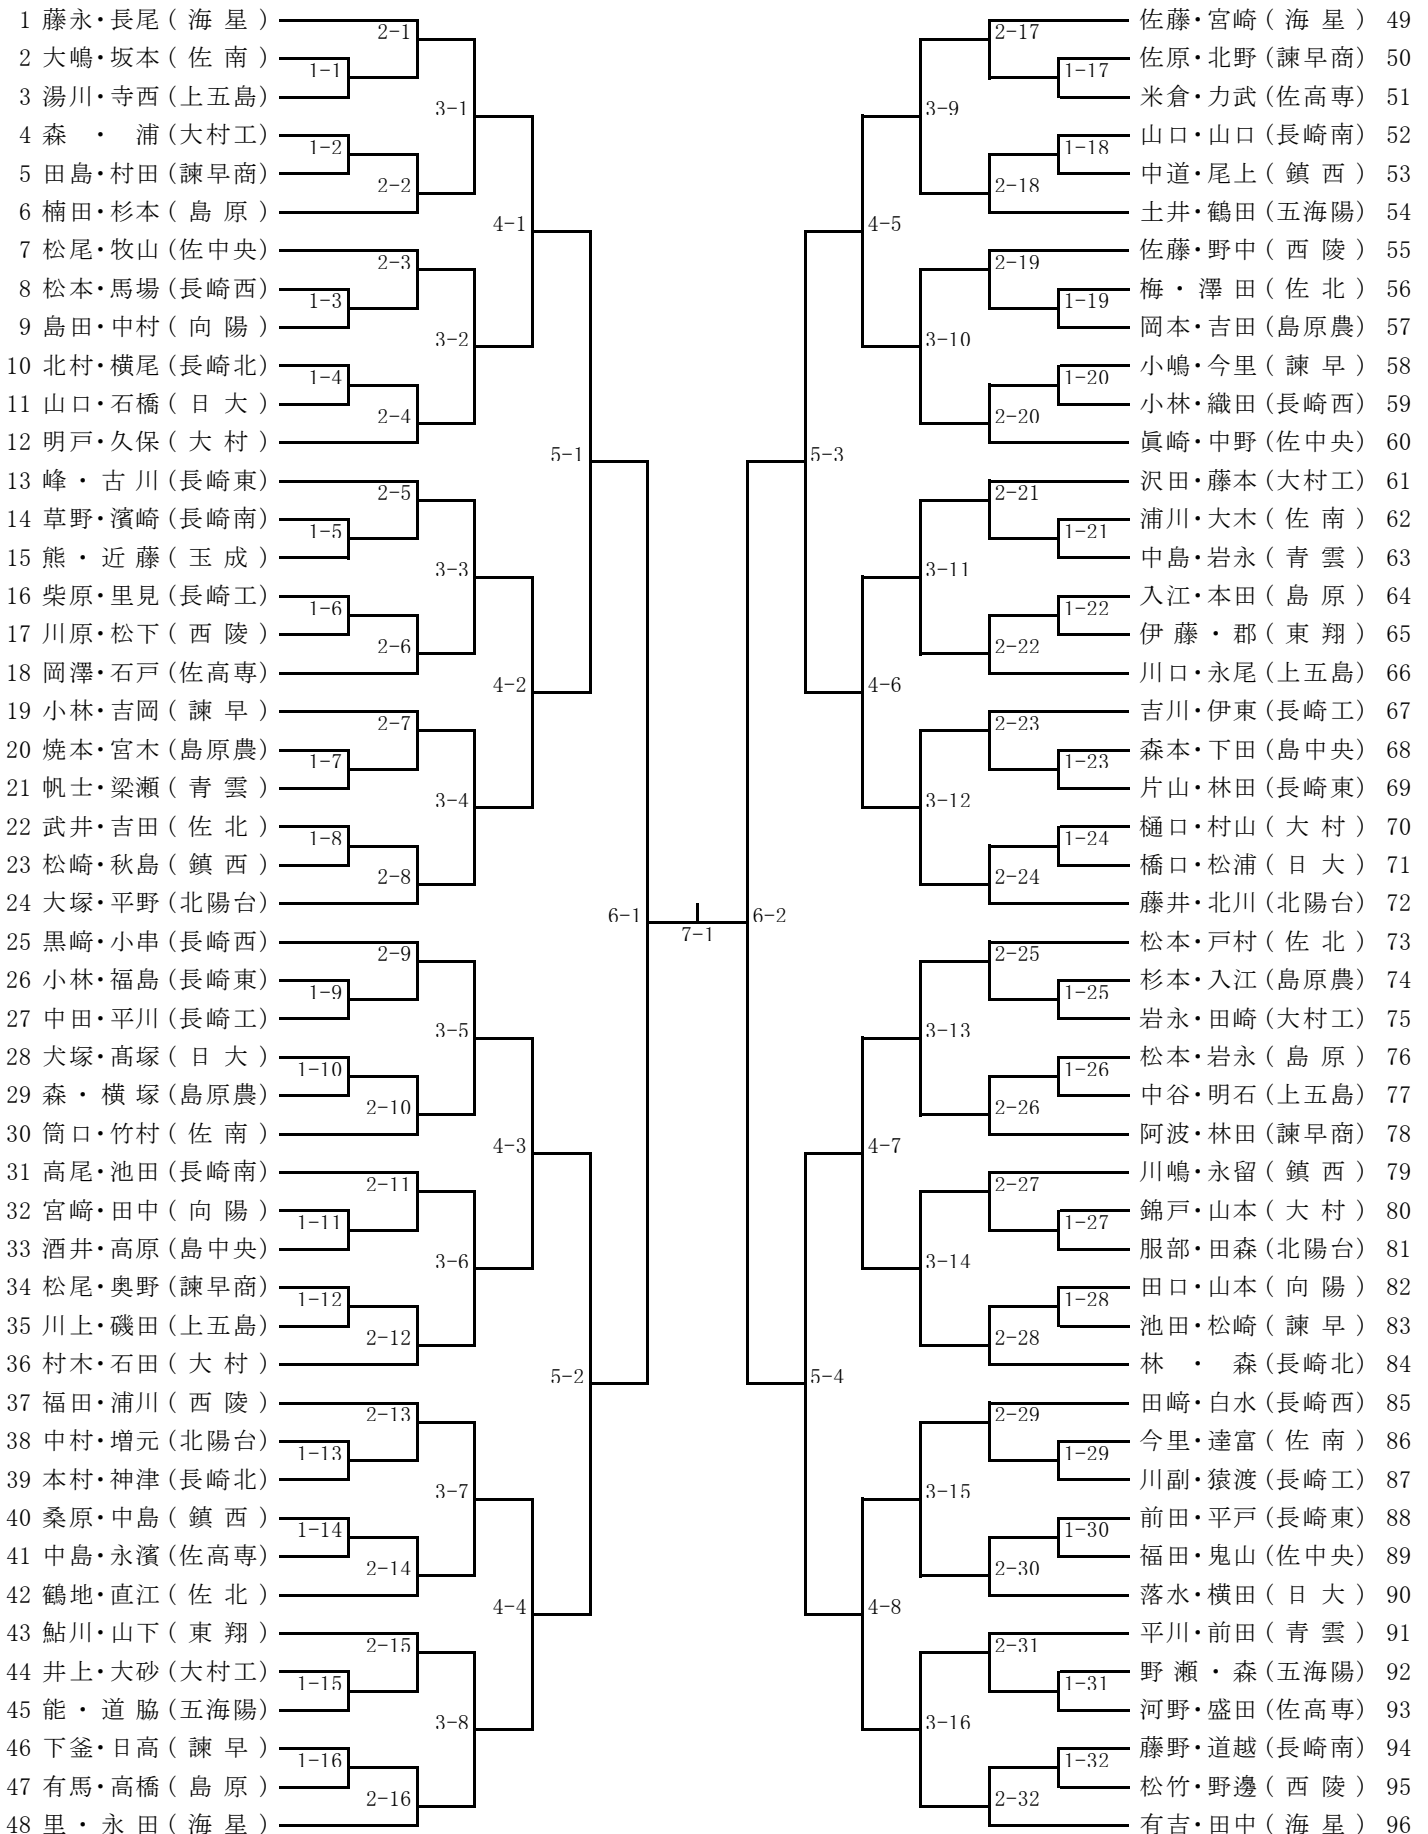 1 藤永・長尾 ( 海 星 )
2 大嶋・坂本 ( 佐 南 )
3 湯川・寺西 (上五島)
4 森 ・ 浦 (大村工)
5 田島・村田 (諫早商)
6 楠田・杉本 ( 島 原 )
7 松尾・牧山 (佐中央)
8 松本・馬場 (長崎西)
9 島田・中村 ( 向 陽 )
10 北村・横尾 (長崎北)
11 山口・石橋 ( 日 大 )
12 明戸・久保 ( 大 村 )
13 峰 ・ 古 川 (長崎東)
14 草野・濱崎 (長崎南)
15 熊 ・ 近 藤 ( 玉 成 )
16 柴原・里見 (長崎工)
17 川原・松下 ( 西 陵 )
18 岡澤・石戸 (佐高専)
19 小林・吉岡 ( 諫 早 )
20 焼本・宮木 (島原農)
21 帆士・梁瀬 ( 青 雲 )
22 武井・吉田 ( 佐 北 )
23 松崎・秋島 ( 鎮 西 )
24 大塚・平野 (北陽台)
25 黒﨑・小串 (長崎西)
26 小林・福島 (長崎東)
27 中田・平川 (長崎工)
28 犬塚・髙塚 ( 日 大 )
29 森 ・ 横 塚 (島原農)
30 筒口・竹村 ( 佐 南 )
31 高尾・池田 (長崎南)
32 宮﨑・田中 ( 向 陽 )
33 酒井・高原 (島中央)
34 松尾・奥野 (諫早商)
35 川上・磯田 (上五島)
36 村木・石田 ( 大 村 )
37 福田・浦川 ( 西 陵 )
38 中村・増元 (北陽台)
39 本村・神津 (長崎北)
40 桑原・中島 ( 鎮 西 )
41 中島・永濱 (佐高専)
42 鶴地・直江 ( 佐 北 )
43 鮎川・山下 ( 東 翔 )
44 井上・大砂 (大村工)
45 能 ・ 道 脇 (五海陽)
46 下釜・日高 ( 諫 早 )
47 有馬・高橋 ( 島 原 )
48 里 ・ 永 田 ( 海 星 )
1-1
1-2
1-3
1-4
1-5
1-6
1-7
1-8
1-9
1-10
1-11
1-12
1-13
1-14
1-15
1-16
2-1
2-2
2-3
2-4
2-5
2-6
2-7
2-8
2-9
2-10
2-11
2-12
2-13
2-14
2-15
2-16
3-1
3-2
3-3
3-4
3-5
3-6
3-7
3-8
4-1
4-2
4-3
4-4
5-1
5-2
6-1
7-1
6-2
5-3
5-4
4-5
4-6
4-7
4-8
3-9
3-10
3-11
3-12
3-13
3-14
3-15
3-16
2-17
2-18
2-19
2-20
2-21
2-22
2-23
2-24
2-25
2-26
2-27
2-28
2-29
2-30
2-31
2-32
1-17
1-18
1-19
1-20
1-21
1-22
1-23
1-24
1-25
1-26
1-27
1-28
1-29
1-30
1-31
1-32
佐藤・宮崎 ( 海 星 ) 49
佐原・北野 (諫早商) 50
米倉・力武 (佐高専) 51
山口・山口 (長崎南) 52
中道・尾上 ( 鎮 西 ) 53
土井・鶴田 (五海陽) 54
佐藤・野中 ( 西 陵 ) 55
梅 ・ 澤 田 ( 佐 北 ) 56
岡本・吉田 (島原農) 57
小嶋・今里 ( 諫 早 ) 58
小林・織田 (長崎西) 59
眞崎・中野 (佐中央) 60
沢田・藤本 (大村工) 61
浦川・大木 ( 佐 南 ) 62
中島・岩永 ( 青 雲 ) 63
入江・本田 ( 島 原 ) 64
伊 藤 ・ 郡 ( 東 翔 ) 65
川口・永尾 (上五島) 66
吉川・伊東 (長崎工) 67
森本・下田 (島中央) 68
片山・林田 (長崎東) 69
樋口・村山 ( 大 村 ) 70
橋口・松浦 ( 日 大 ) 71
藤井・北川 (北陽台) 72
松本・戸村 ( 佐 北 ) 73
杉本・入江 (島原農) 74
岩永・田崎 (大村工) 75
松本・岩永 ( 島 原 ) 76
中谷・明石 (上五島) 77
阿波・林田 (諫早商) 78
川嶋・永留 ( 鎮 西 ) 79
錦戸・山本 ( 大 村 ) 80
服部・田森 (北陽台) 81
田口・山本 ( 向 陽 ) 82
池田・松崎 ( 諫 早 ) 83
林 ・ 森 (長崎北) 84
田﨑・白水 (長崎西) 85
今里・達富 ( 佐 南 ) 86
川副・猿渡 (長崎工) 87
前田・平戸 (長崎東) 88
福田・鬼山 (佐中央) 89
落水・横田 ( 日 大 ) 90
平川・前田 ( 青 雲 ) 91
野 瀬 ・ 森 (五海陽) 92
河野・盛田 (佐高専) 93
藤野・道越 (長崎南) 94
松竹・野邊 ( 西 陵 ) 95
有吉・田中 ( 海 星 ) 96